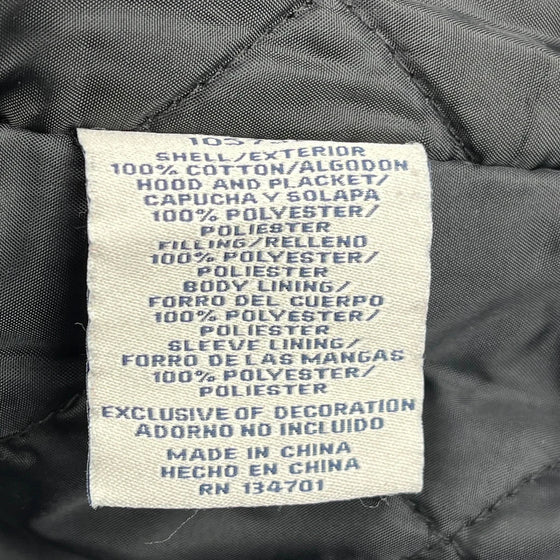 SHELL/EXTERIOR
100% COTTON/ALGODON
HOOD AND PLACKET/
CAPUCHA Y SOLAPA
100% POLYESTER/
POLIESTER
FILLING/RELLENO
100% POLYESTER/
POLIESTER
BODY LINING/
FORRO DEL CUERPO
100% POLYESTER/
POLIESTER
SLEEVE LINING/
FORRO DE LAS MANGAS
100% POLYESTER/
POLIESTER
EXCLUSIVE OF DECORATION
ADORNO NO INCLUIDO
MADE IN CHINA
HECHO EN CHINA
RN 134701